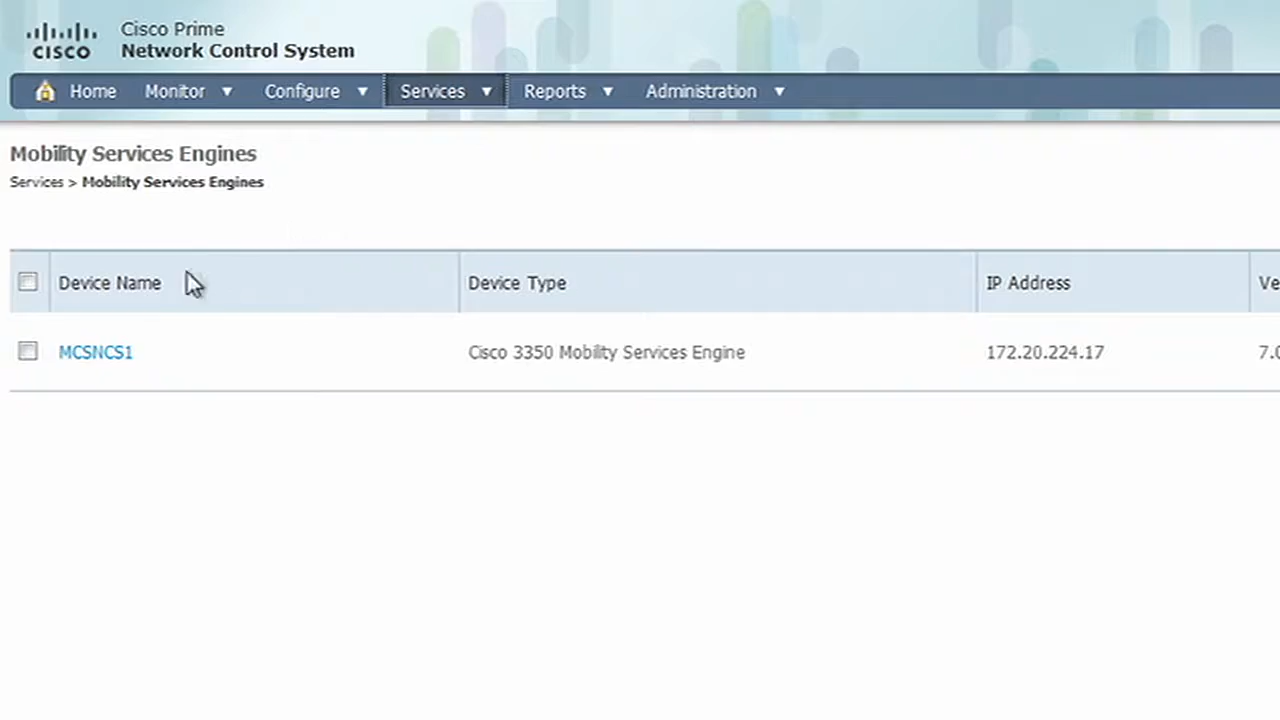 CISCO
Cisco Prime
Network Control System
Home Monitor Configure Services Reports Administration
Mobility Services Engines
Services > Mobility Services Engines
Device Name Device Type IP Address
MCSNCS1 Cisco 3350 Mobility Services Engine 172.20.224.17